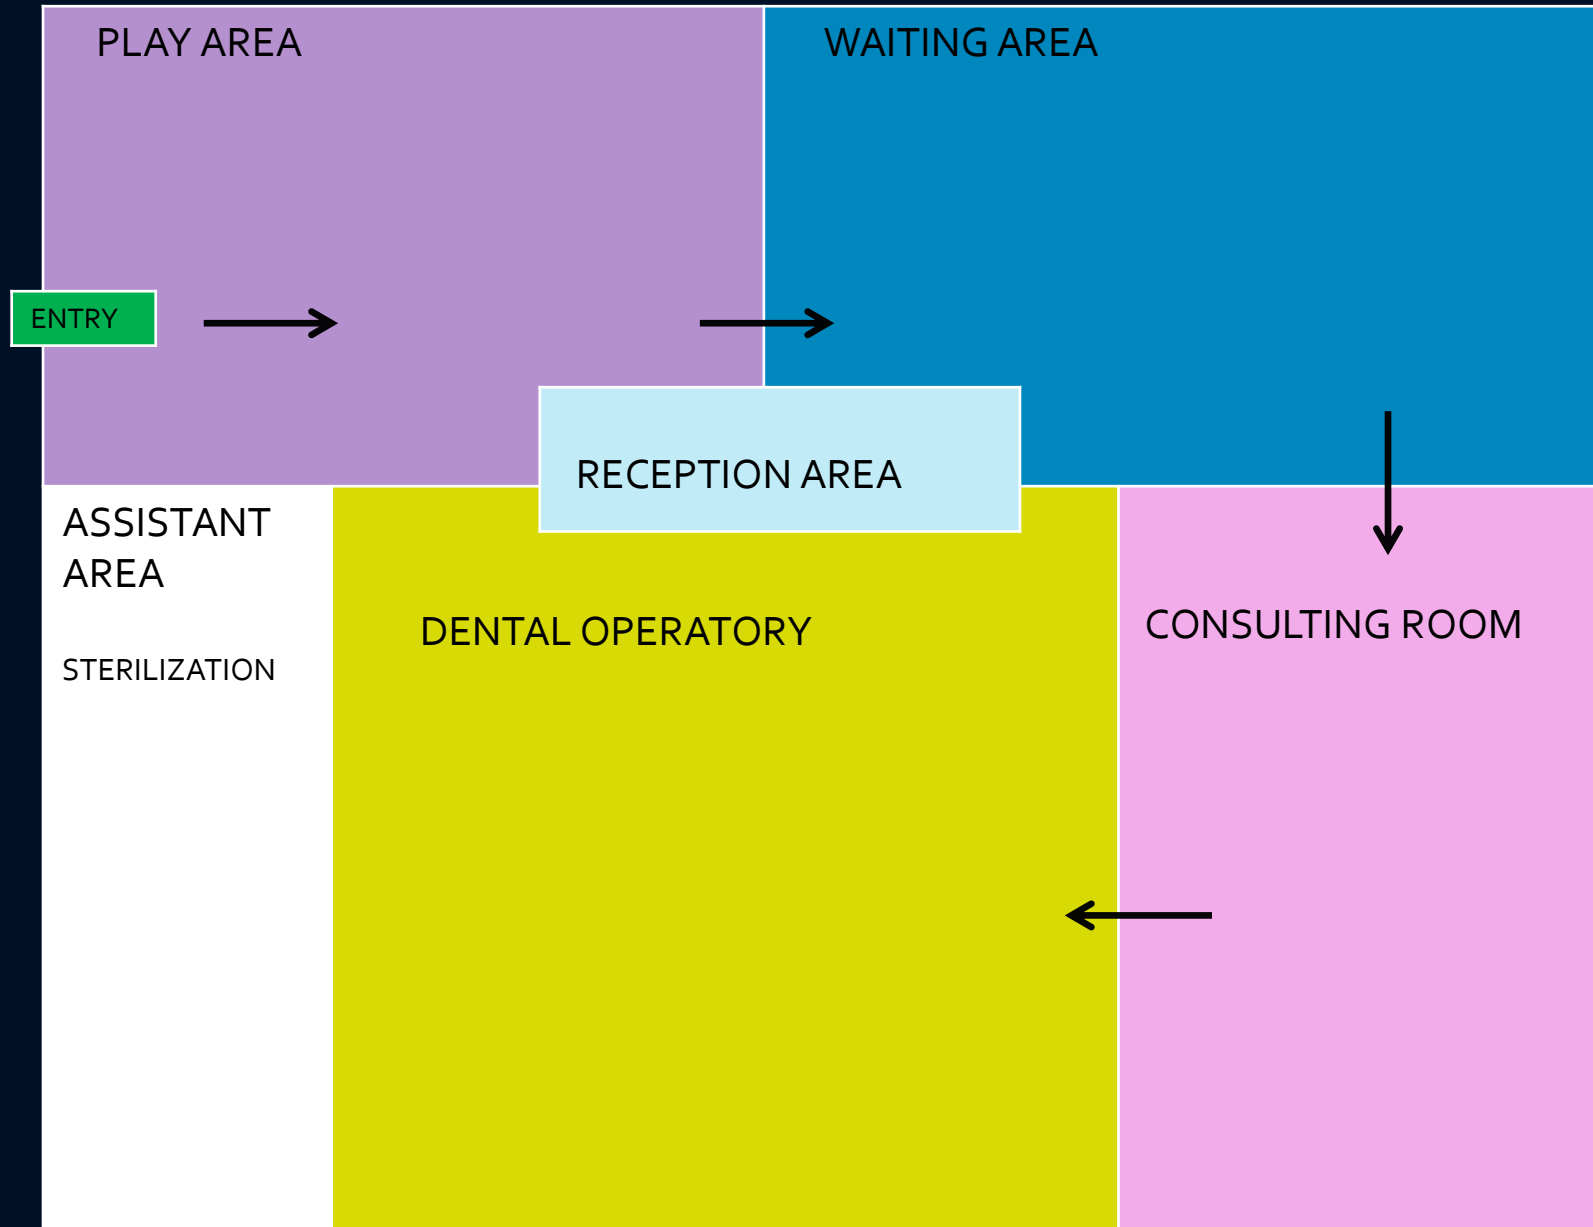 PLAY AREA
WAITING AREA
ENTRY
RECEPTION AREA
ASSISTANT
AREA
STERILIZATION
DENTAL OPERATORY
CONSULTING ROOM